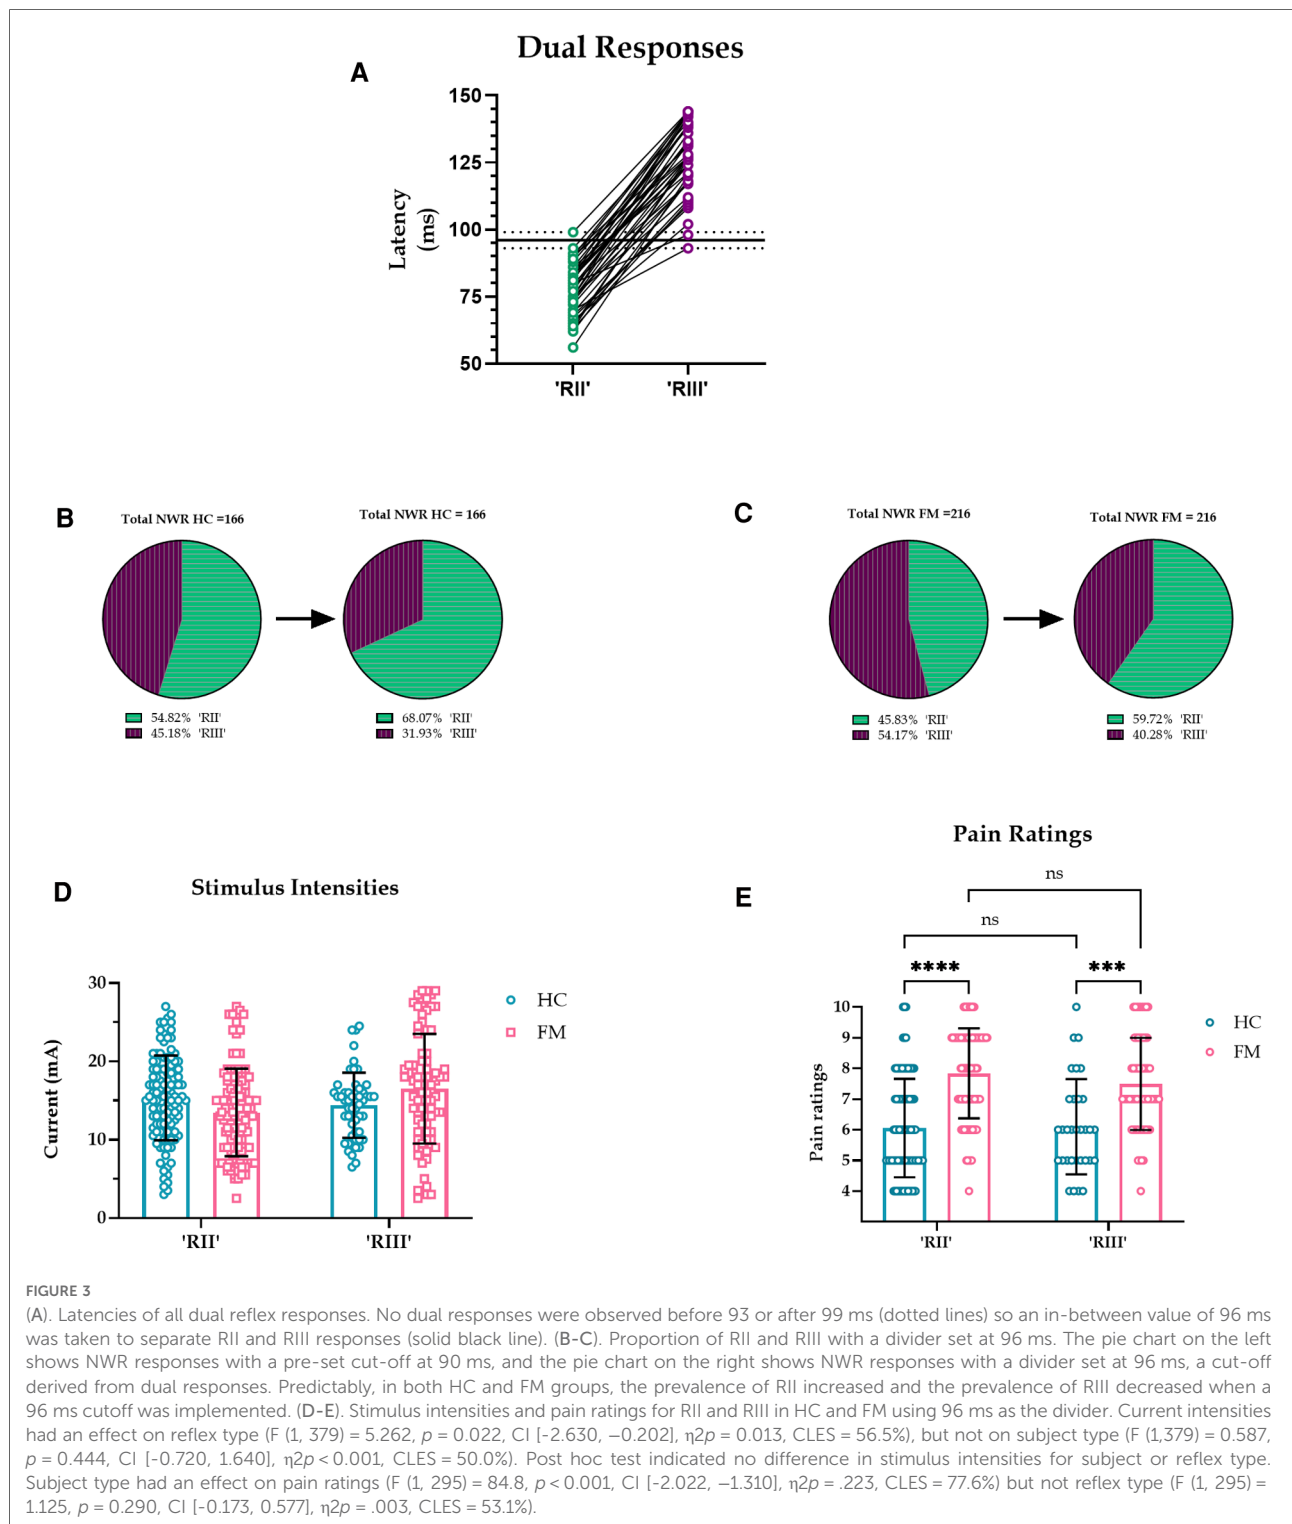 Dual Responses
A
150
125
100
75
50
Latency
(ms)
'RII'
'RIII'
B
Total NWR HC =166
54.82% 'RII'
45.18% 'RIII'
Total NWR HC = 166
68.07% 'RII'
31.93% 'RIII'
C
Total NWR FM =216
45.83% 'RII'
54.17% 'RIII'
Total NWR FM = 216
59.72% 'RII'
40.28% 'RIII'
D
Stimulus Intensities
30
20
10
0
Current (mA)
'RII'
'RIII'
HC
FM
E
Pain Ratings
ns
ns
****
***
10
9
8
7
6
5
4
Pain ratings
'RII'
'RIII'
HC
FM
FIGURE 3
(A). Latencies of all dual reflex responses. No dual responses were observed before 93 or after 99 ms (dotted lines) so an in-between value of 96 ms
was taken to separate RII and RIII responses (solid black line). (B-C). Proportion of RII and RIII with a divider set at 96 ms. The pie chart on the left
shows NWR responses with a pre-set cut-off at 90 ms, and the pie chart on the right shows NWR responses with a divider set at 96 ms, a cut-off
derived from dual responses. Predictably, in both HC and FM groups, the prevalence of RII increased and the prevalence of RIII decreased when a
96 ms cutoff was implemented. (D-E). Stimulus intensities and pain ratings for RII and RIII in HC and FM using 96 ms as the divider. Current intensities
had an effect on reflex type (F (1, 379) = 5.262, p = 0.022, CI [-2.630, −0.202], η2p = 0.013, CLES = 56.5%), but not on subject type (F (1,379) = 0.587,
p = 0.444, CI [-0.720, 1.640], η2p < 0.001, CLES = 50.0%). Post hoc test indicated no difference in stimulus intensities for subject or reflex type.
Subject type had an effect on pain ratings (F (1, 295) = 84.8, p < 0.001, CI [-2.022, −1.310], η2p = .223, CLES = 77.6%) but not reflex type (F (1, 295) =
1.125, p = 0.290, CI [-0.173, 0.577], η2p = .003, CLES = 53.1%).